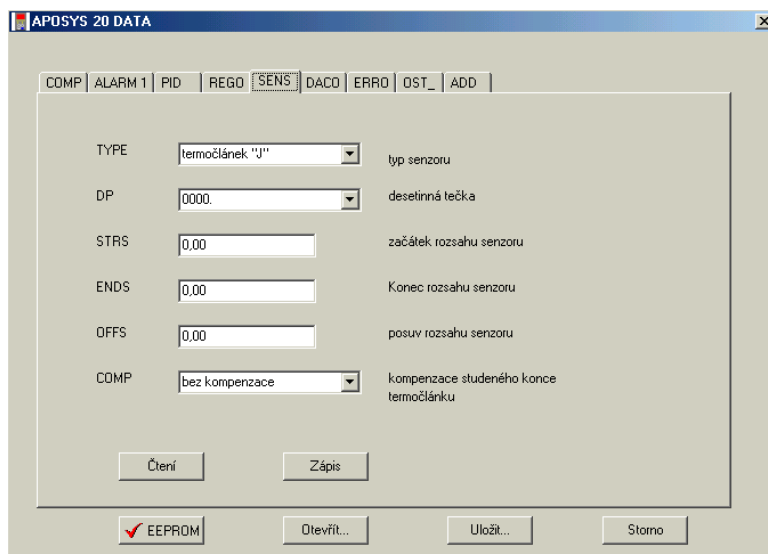 APOSYS 20 DATA
COMP ALARM 1 PID REGO SENS DACO ERRO OST_ ADD
TYPE termočlánek "J" typ senzoru
DP 0000. desetinná tečka
STRS 0,00 začátek rozsahu senzoru
ENDS 0,00 Konec rozsahu senzoru
OFFS 0,00 posuv rozsahu senzoru
COMP bez kompenzace kompenzace studeného konce
termočlánku
Čtení Zápis
EEPROM Otevřít... Uložit... Storno